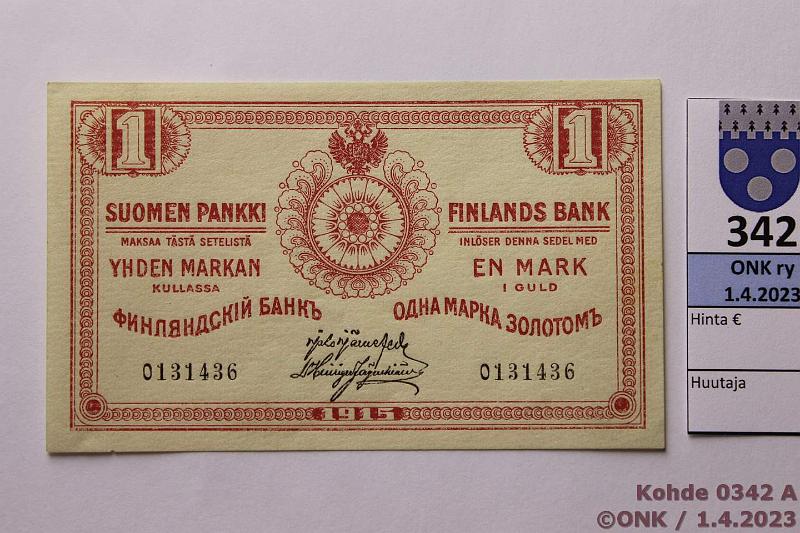 1 1
SUOMEN PANKKI
MAKSAA TÄSTÄ SETELISTÄ
YHDEN MARKAN
KULLASSA
FINLANDS BANK
INLÖSER DENNA SEDEL MED
EN MARK
I GULD
ФИНЛЯНДСКІЙ БАНКЪ
ОДНА МАРКА ЗОЛОТОМЪ
0131436
0131436
1915
342
ONK ry
1.4.2023
Hinta €
Huutaja
Kohde 0342 A
©ONK / 1.4.2023